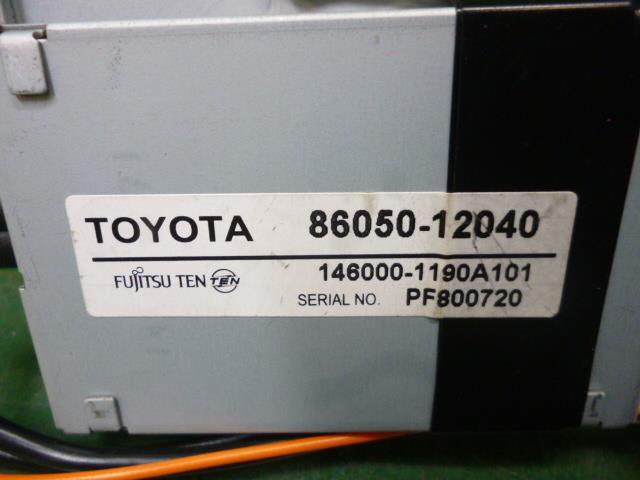 TOYOTA 86050-12040
FUJITSU TEN TEN 146000-1190A101
SERIAL NO. PF800720